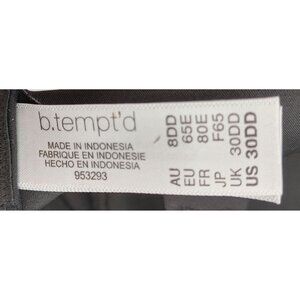 b.tempt'd
MADE IN INDONESIA
FABRIQUE EN INDONESIE
HECHO EN INDONESIA
953293
AU 8DD
EU 65E
FR 80E
JP F65
UK 30DD
US 30DD